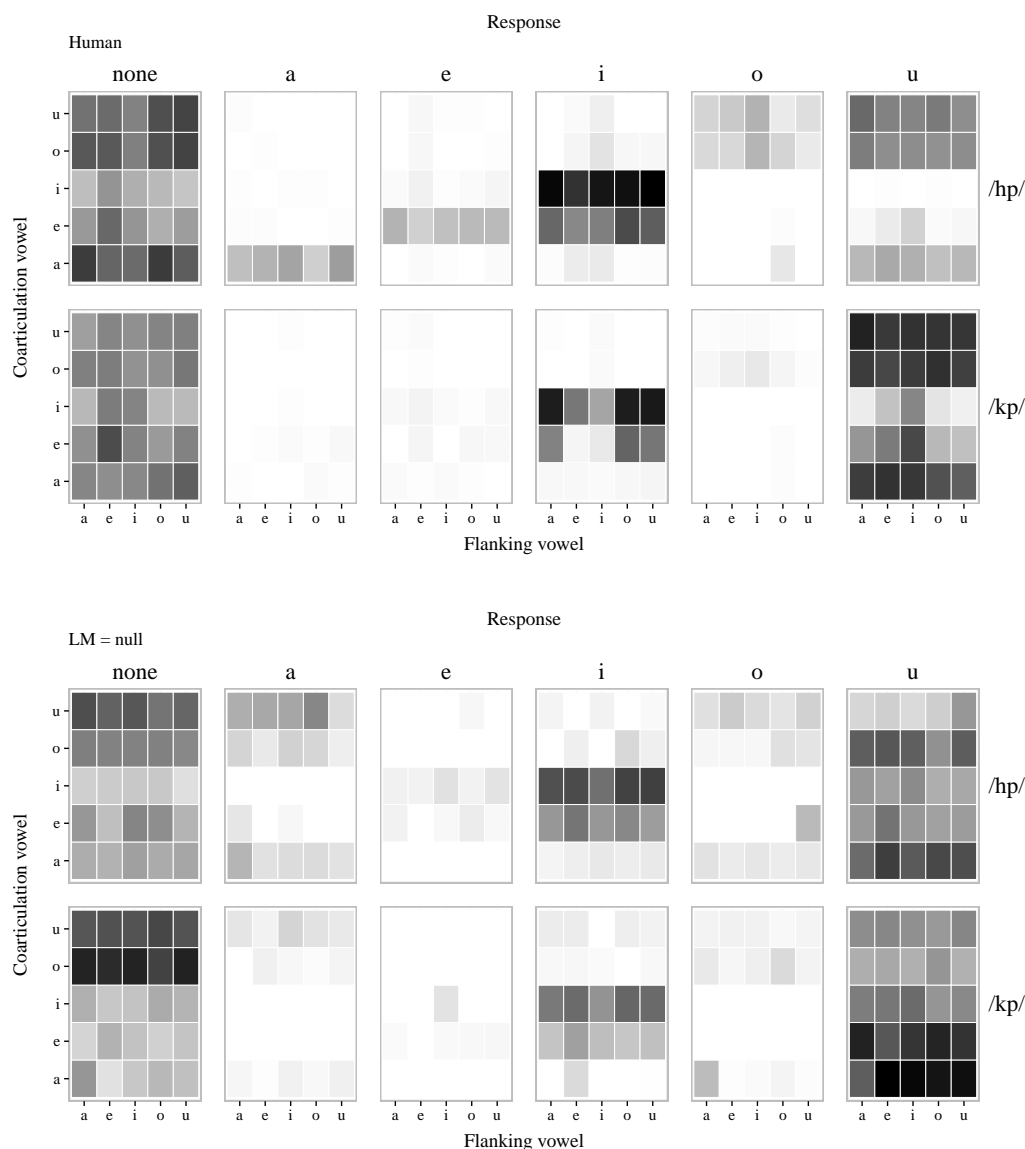 Response
Human
none a e i o u
u
o
i
e
a
/hp/
Coarticulation vowel
u
o
i
e
a
/kp/
a e i o u a e i o u a e i o u a e i o u a e i o u a e i o u
Flanking vowel
Response
LM = null
none a e i o u
u
o
i
e
a
/hp/
Coarticulation vowel
u
o
i
e
a
/kp/
a e i o u a e i o u a e i o u a e i o u a e i o u a e i o u
Flanking vowel